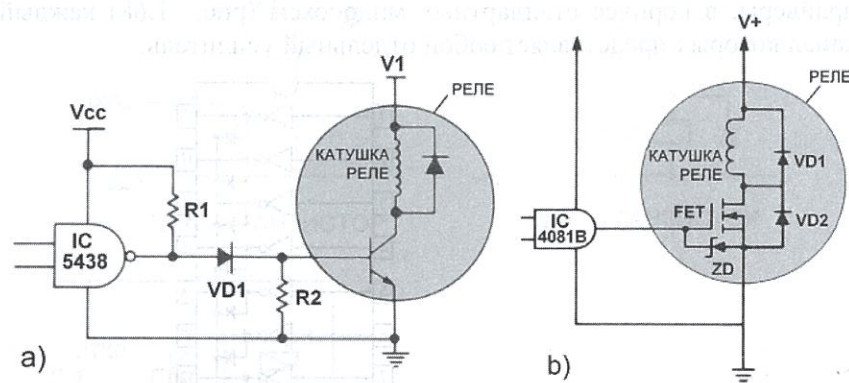 V1
РЕЛЕ
Vcc
КАТУШКА
РЕЛЕ
R1
IC
5438
VD1
R2
a)
V+
РЕЛЕ
КАТУШКА
РЕЛЕ
VD1
FET
IC
4081B
VD2
ZD
b)